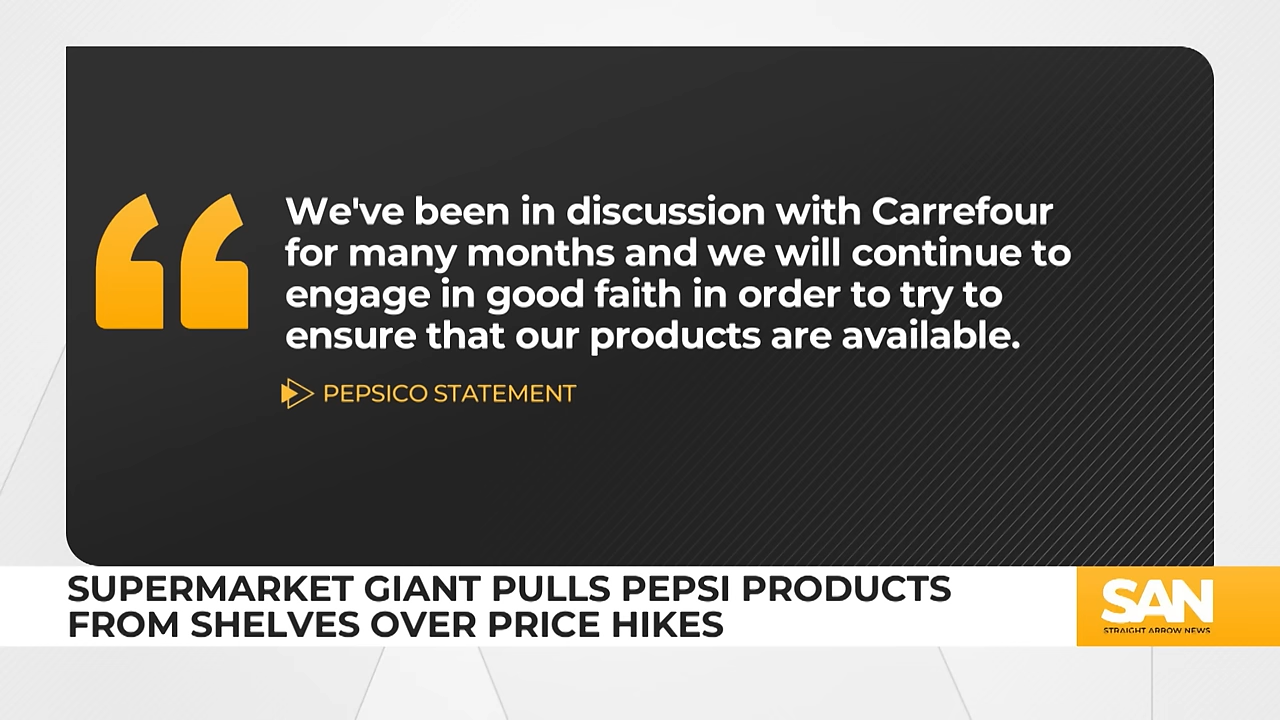 We've been in discussion with Carrefour
for many months and we will continue to
engage in good faith in order to try to
ensure that our products are available.
PEPSICO STATEMENT
SUPERMARKET GIANT PULLS PEPSI PRODUCTS
FROM SHELVES OVER PRICE HIKES
SAN
STRAIGHT ARROW NEWS